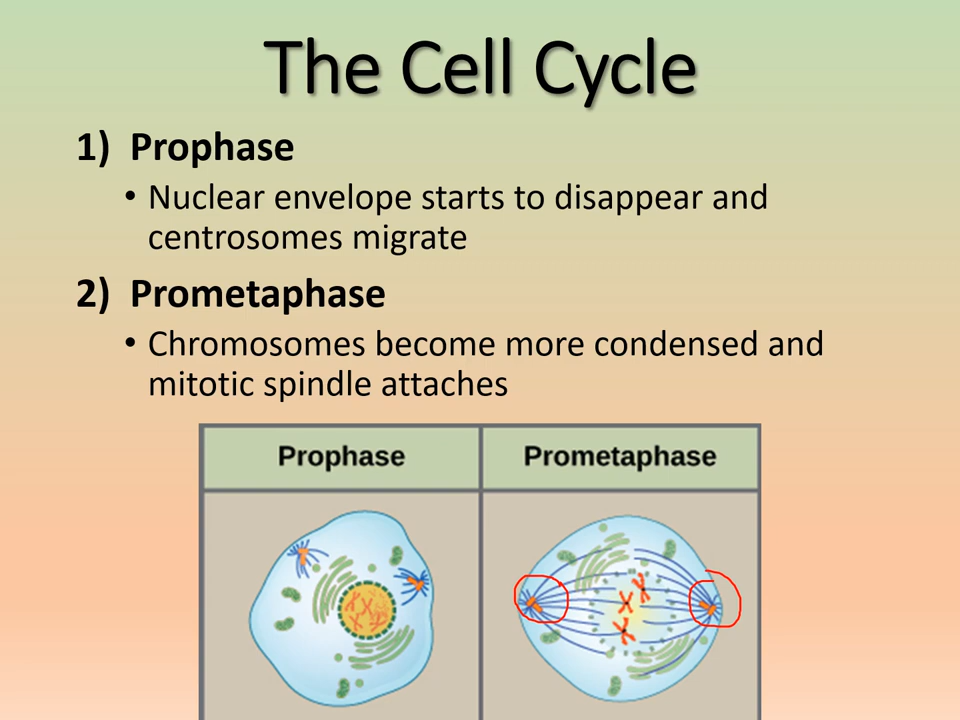 The Cell Cycle
1) Prophase
• Nuclear envelope starts to disappear and
centrosomes migrate
2) Prometaphase
• Chromosomes become more condensed and
mitotic spindle attaches
Prophase
Prometaphase